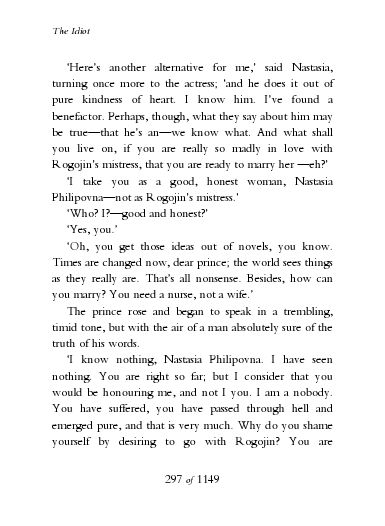 The Idiot
‘Here’s another alternative for me,’ said Nastasia,
turning once more to the actress; ‘and he does it out of
pure kindness of heart. I know him. I’ve found a
benefactor. Perhaps, though, what they say about him may
be true—that he’s an—we know what. And what shall
you live on, if you are really so madly in love with
Rogojin’s mistress, that you are ready to marry her —eh?’
‘I take you as a good, honest woman, Nastasia
Philipovna—not as Rogojin’s mistress.’
‘Who? I?—good and honest?’
‘Yes, you.’
‘Oh, you get those ideas out of novels, you know.
Times are changed now, dear prince; the world sees things
as they really are. That’s all nonsense. Besides, how can
you marry? You need a nurse, not a wife.’
The prince rose and began to speak in a trembling,
timid tone, but with the air of a man absolutely sure of the
truth of his words.
‘I know nothing, Nastasia Philipovna. I have seen
nothing. You are right so far; but I consider that you
would be honouring me, and not I you. I am a nobody.
You have suffered, you have passed through hell and
emerged pure, and that is very much. Why do you shame
yourself by desiring to go with Rogojin? You are
297 of 1149